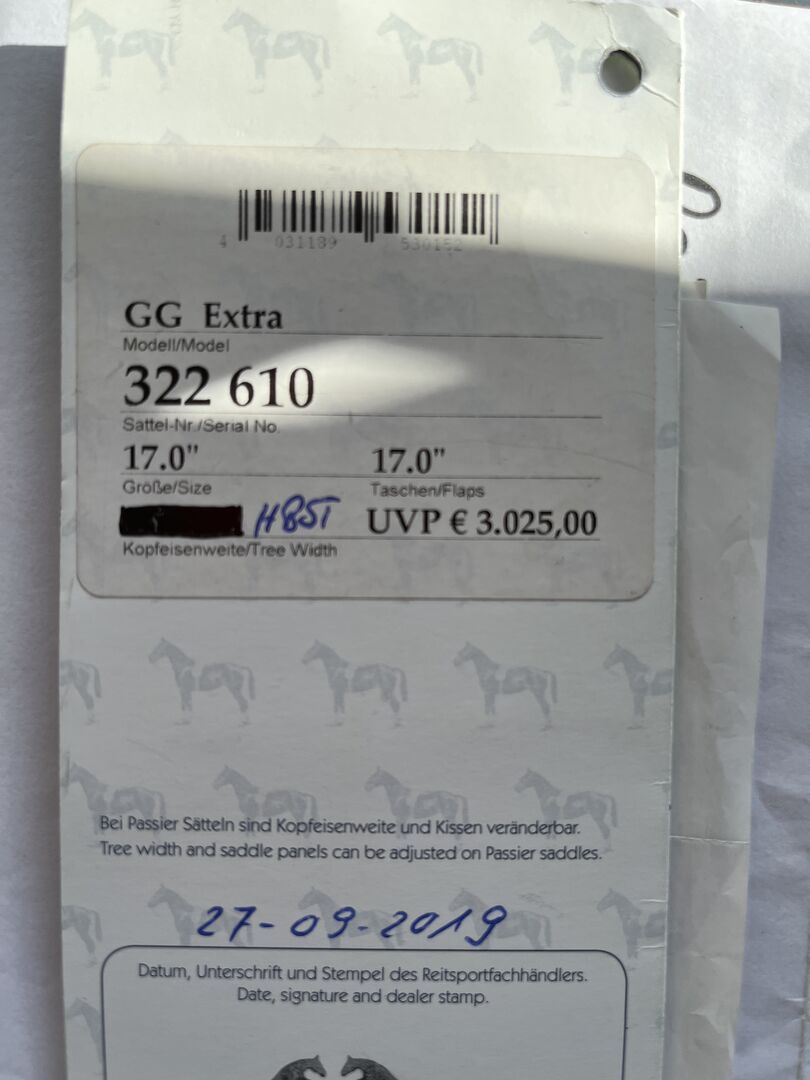 4 031189 530152
GG Extra
Modell/Model
322 610
Sattel-Nr./Serial No.
17.0" 17.0"
Größe/Size Taschen/Flaps
UVP € 3.025,00
Kopfeisenweite/Tree Width
Bei Passier Sätteln sind Kopfeisenweite und Kissen veränderbar.
Tree width and saddle panels can be adjusted on Passier saddles.
27-09-2019
Datum, Unterschrift und Stempel des Reitsportfachhändlers.
Date, signature and dealer stamp.